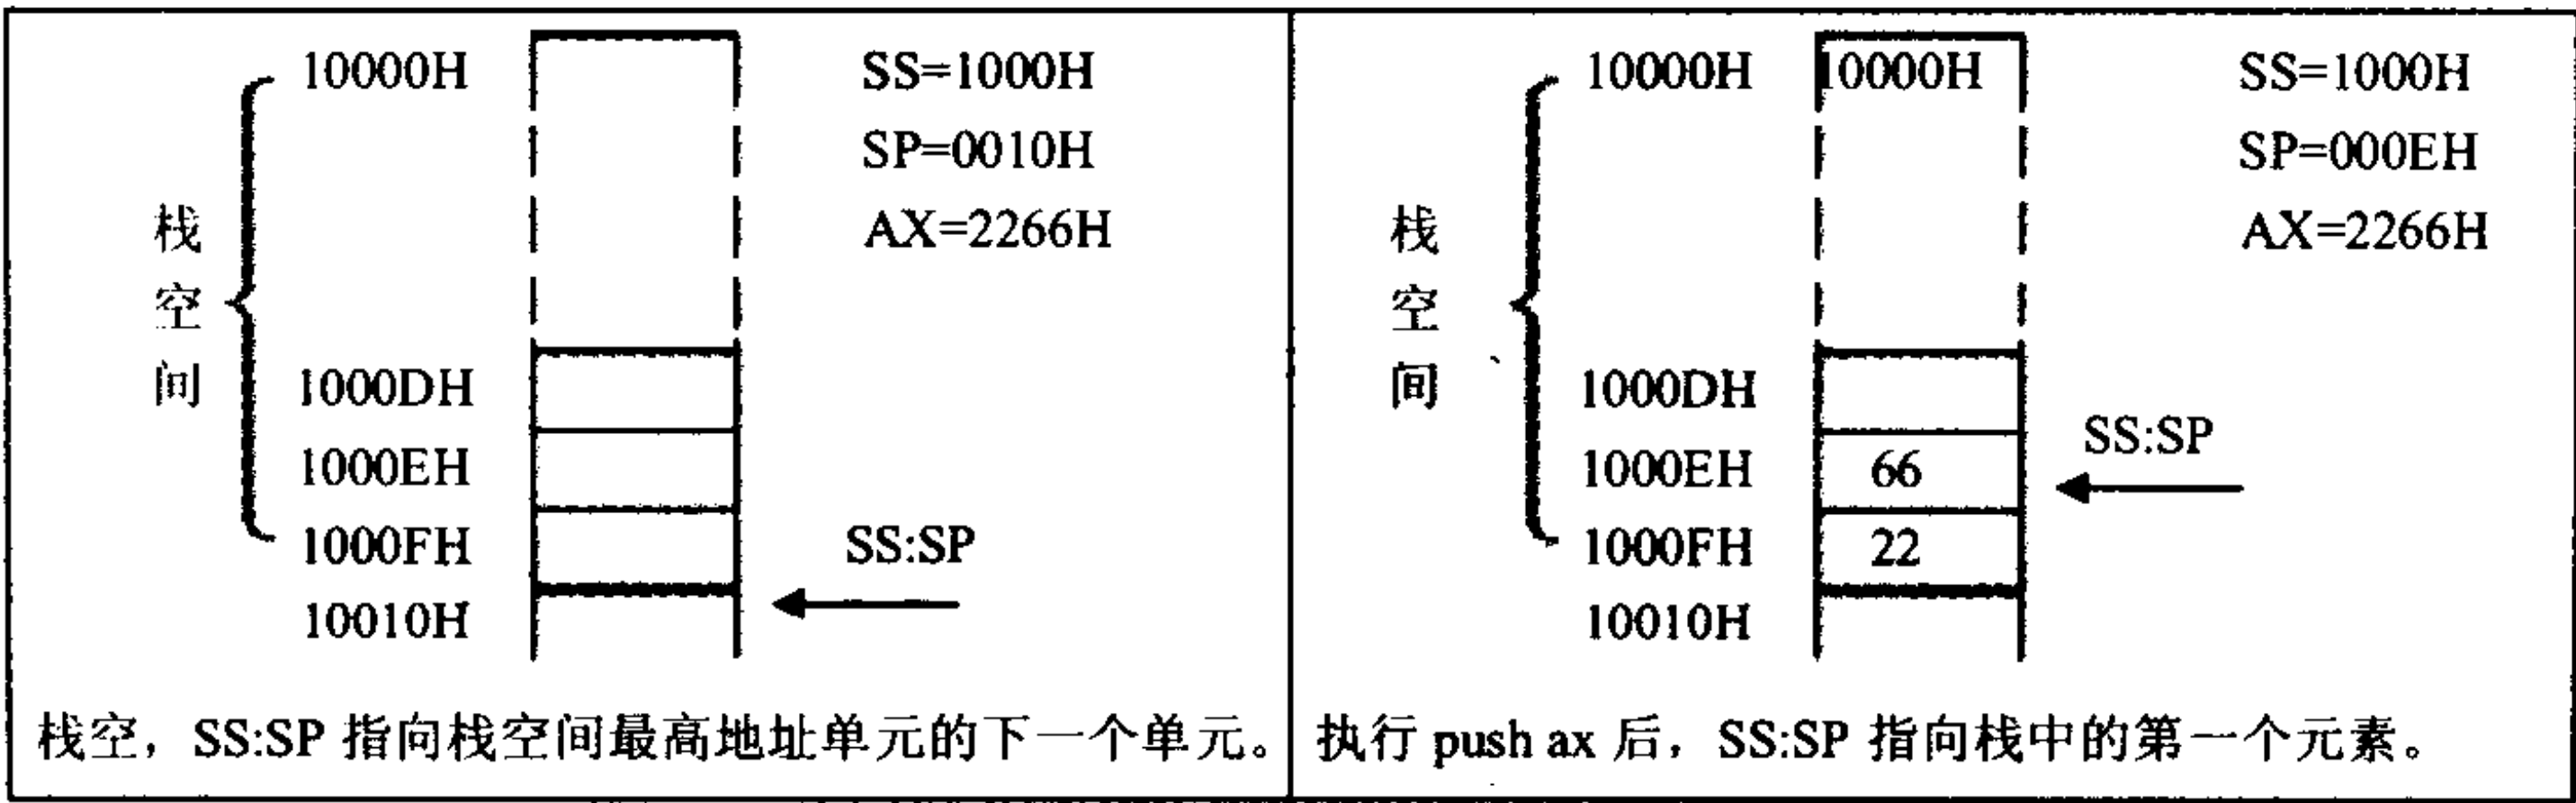 10000H
SS=1000H
SP=0010H
AX=2266H
栈
空
间
1000DH
1000EH
1000FH
SS:SP
10010H
栈空，SS:SP 指向栈空间最高地址单元的下一个单元。
10000H 10000H
SS=1000H
SP=000EH
AX=2266H
栈
空
间
1000DH
SS:SP
1000EH 66
1000FH 22
10010H
执行 push ax 后，SS:SP 指向栈中的第一个元素。